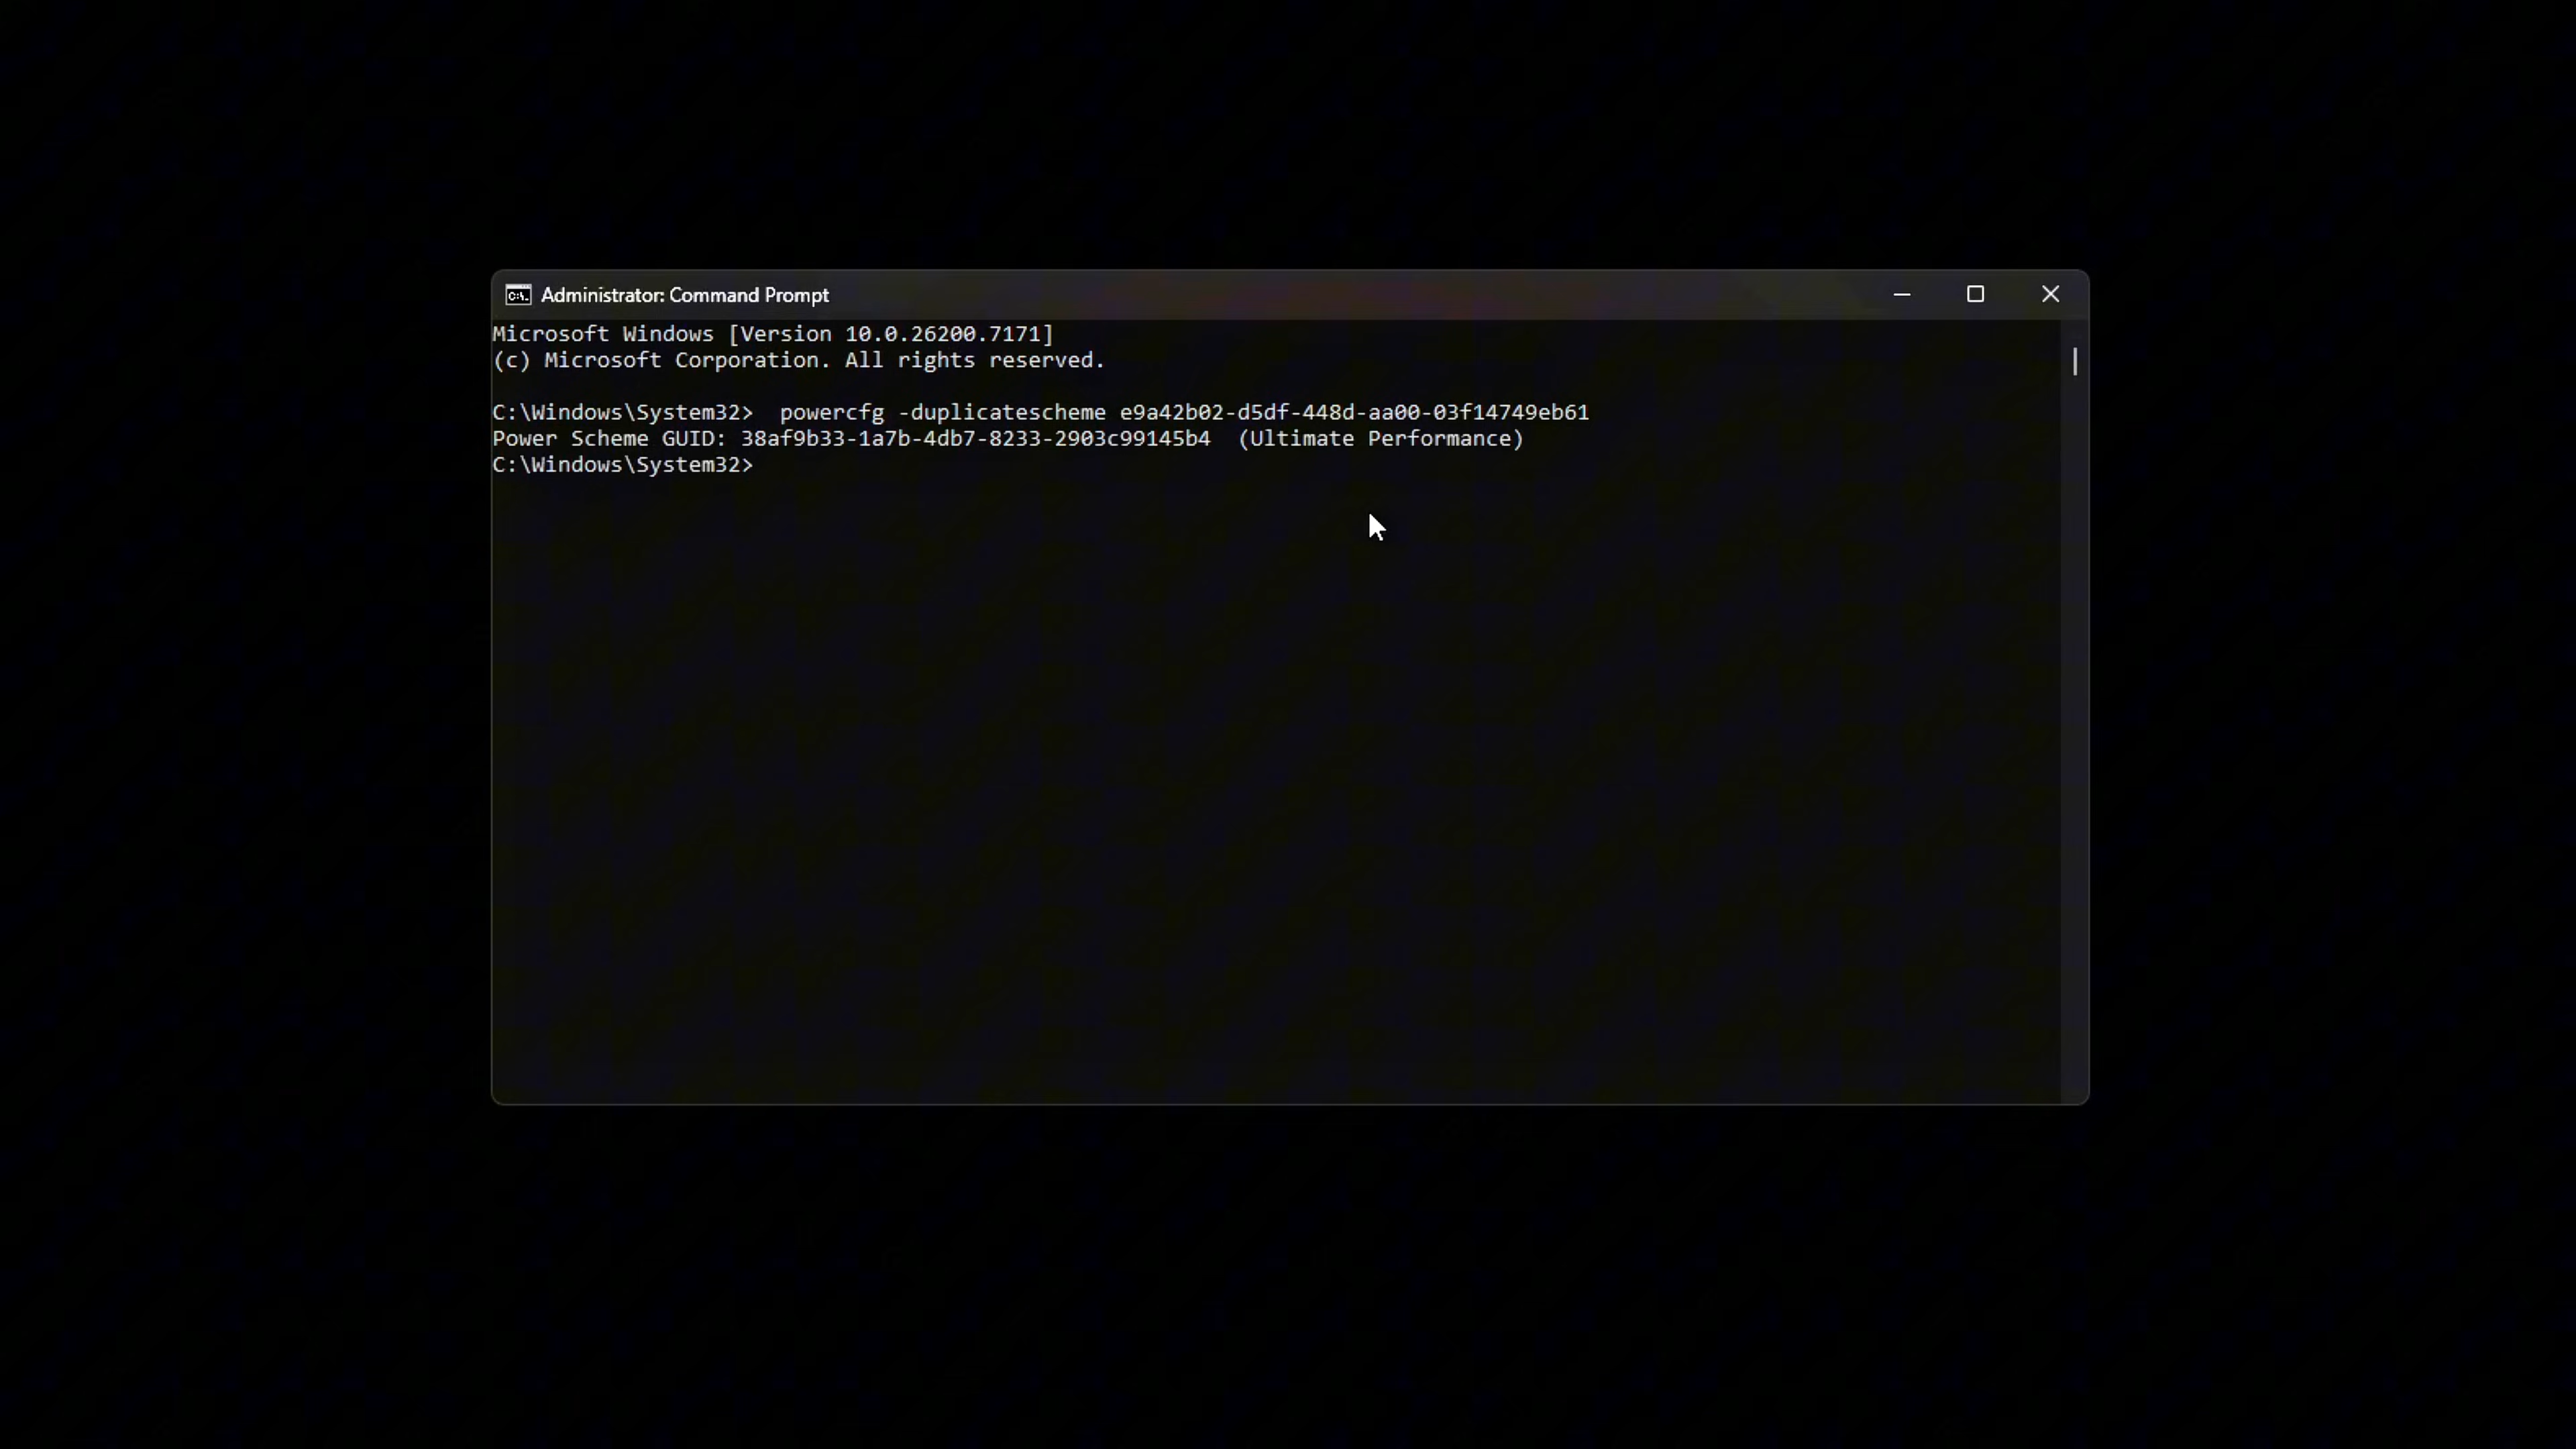 Administrator: Command Prompt
Microsoft Windows [Version 10.0.26200.7171]
(c) Microsoft Corporation. All rights reserved.
C:\Windows\System32>  powercfg -duplicatescheme e9a42b02-d5df-448d-aa00-03f14749eb61
Power Scheme GUID: 38af9b33-1a7b-4db7-8233-2903c99145b4  (Ultimate Performance)
C:\Windows\System32>